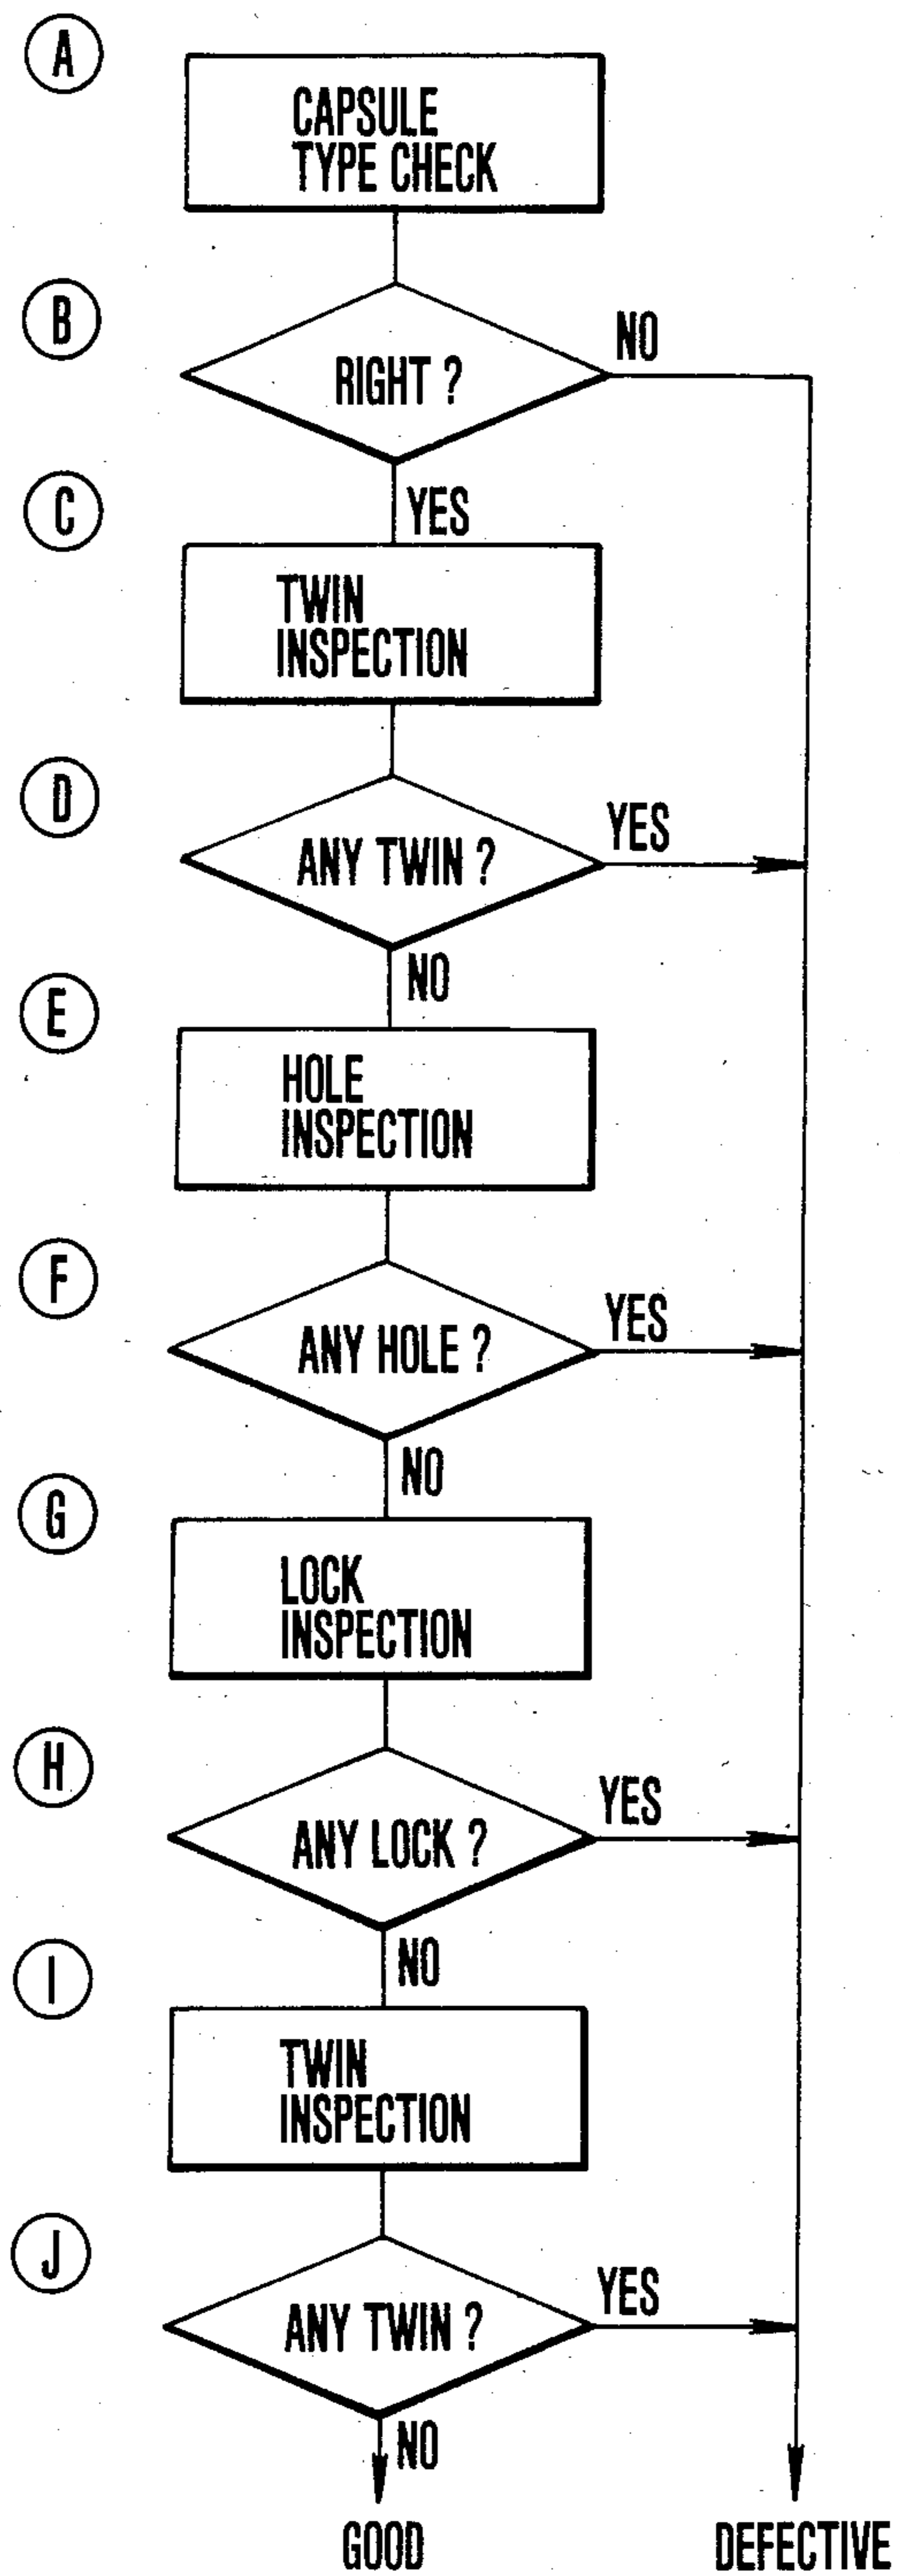 A
CAPSULE
TYPE CHECK
B
RIGHT ?
NO
C
YES
TWIN
INSPECTION
D
ANY TWIN ?
YES
NO
E
HOLE
INSPECTION
F
ANY HOLE ?
YES
NO
G
LOCK
INSPECTION
H
ANY LOCK ?
YES
NO
I
TWIN
INSPECTION
J
ANY TWIN ?
YES
NO
GOOD
DEFECTIVE